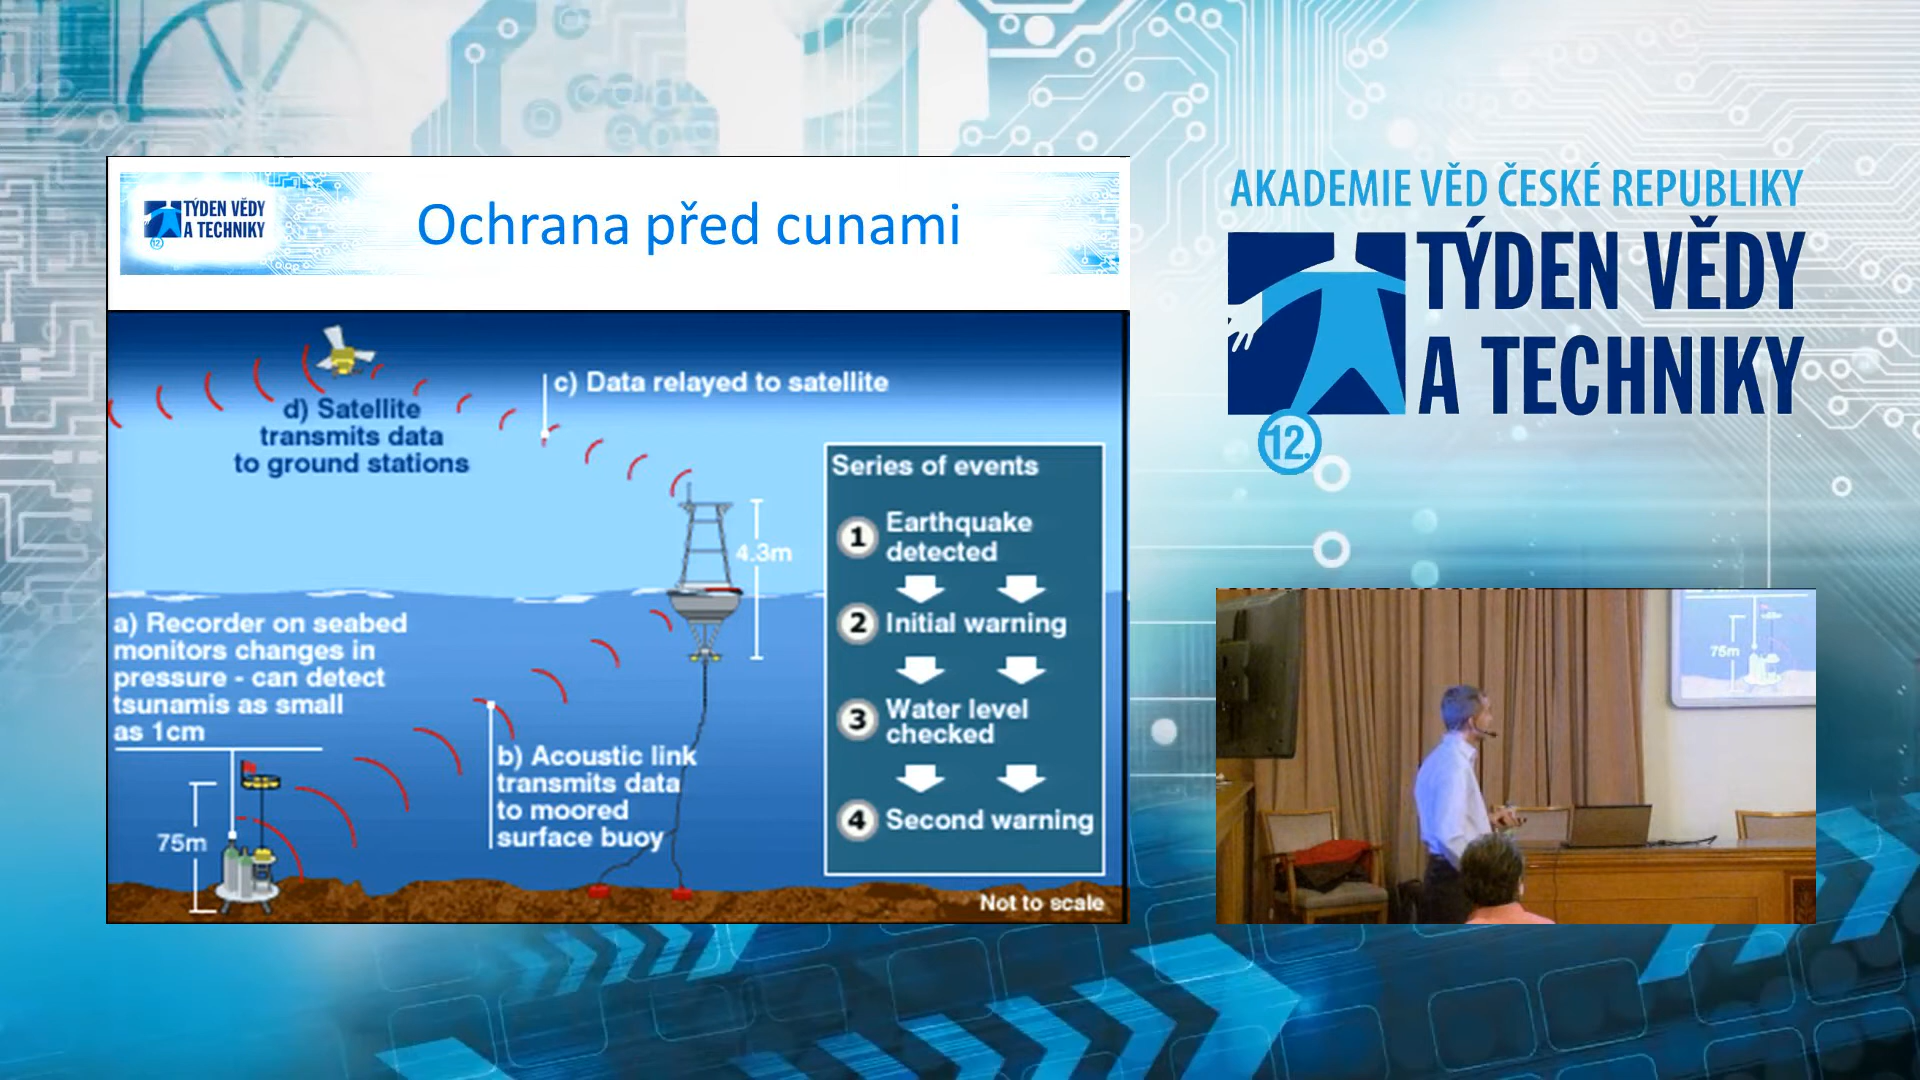 TÝDEN VĚDY
A TECHNIKY
12.
Ochrana před cunami
d) Satellite
transmits data
to ground stations
c) Data relayed to satellite
4.3m
a) Recorder on seabed
monitors changes in
pressure - can detect
tsunamis as small
as 1cm
75m
b) Acoustic link
transmits data
to moored
surface buoy
Series of events
1 Earthquake
detected
2 Initial warning
3 Water level
checked
4 Second warning
Not to scale
AKADEMIE VĚD ČESKÉ REPUBLIKY
TÝDEN VĚDY
A TECHNIKY
12.
75m